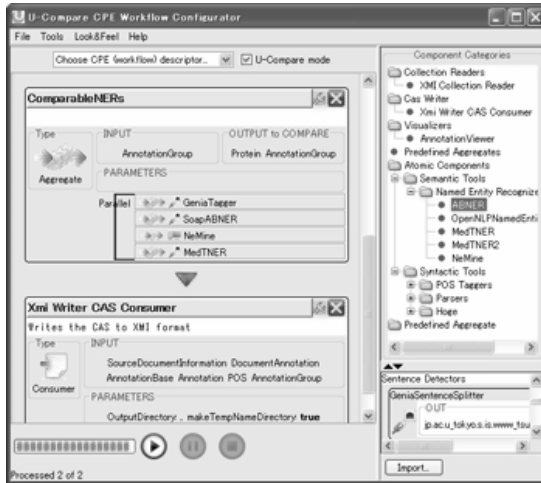 U-Compare CPE Workflow Configurator
File Tools Look&Feel Help
Choose CPE (workflow) descriptor...
U-Compare mode
ComparableNERs
Type
INPUT
OUTPUT to COMPARE
AnnotationGroup
Protein AnnotationGroup
Aggregate
PARAMETERS
Parallel
GeniaTagger
SoapABNER
NeMine
MedTNER
Xmi Writer CAS Consumer
Writes the CAS to XMI format
Type
INPUT
SourceDocumentInformation DocumentAnnotation
AnnotationBase Annotation POS AnnotationGroup
Consumer
PARAMETERS
OutputDirectory: . makeTempNameDirectory: true
Processed 2 of 2
Component Categories
Collection Readers
XMI Collection Reader
Cas Writer
Xmi Writer CAS Consumer
Visualizers
AnnotationViewer
Predefined Aggregates
Atomic Components
Semantic Tools
Named Entity Recognize
ABNER
OpenNLPNamedEnti
MedTNER
MedTNER2
NeMine
Syntactic Tools
POS Taggers
Parsers
Hoge
Predefined Aggregate
Sentence Detectors
GeniaSentenceSplitter
OUT
jp.ac.u_tokyo.s.is.www_tsu
Import...